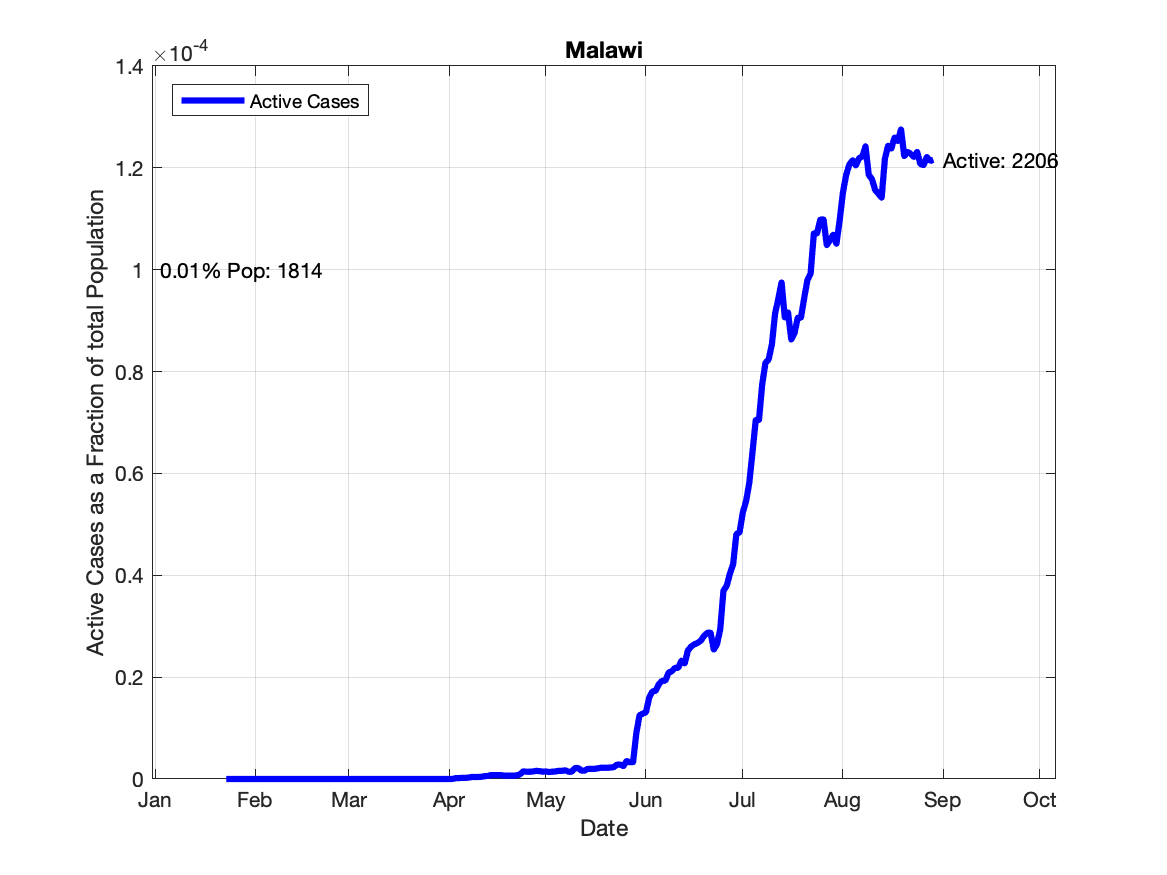 Malawi
×10-4
Active Cases
1.4
1.2
1
0.8
0.6
0.4
0.2
0
Active: 2206
0.01% Pop: 1814
Active Cases as a Fraction of total Population
Jan Feb Mar Apr May Jun Jul Aug Sep Oct
Date